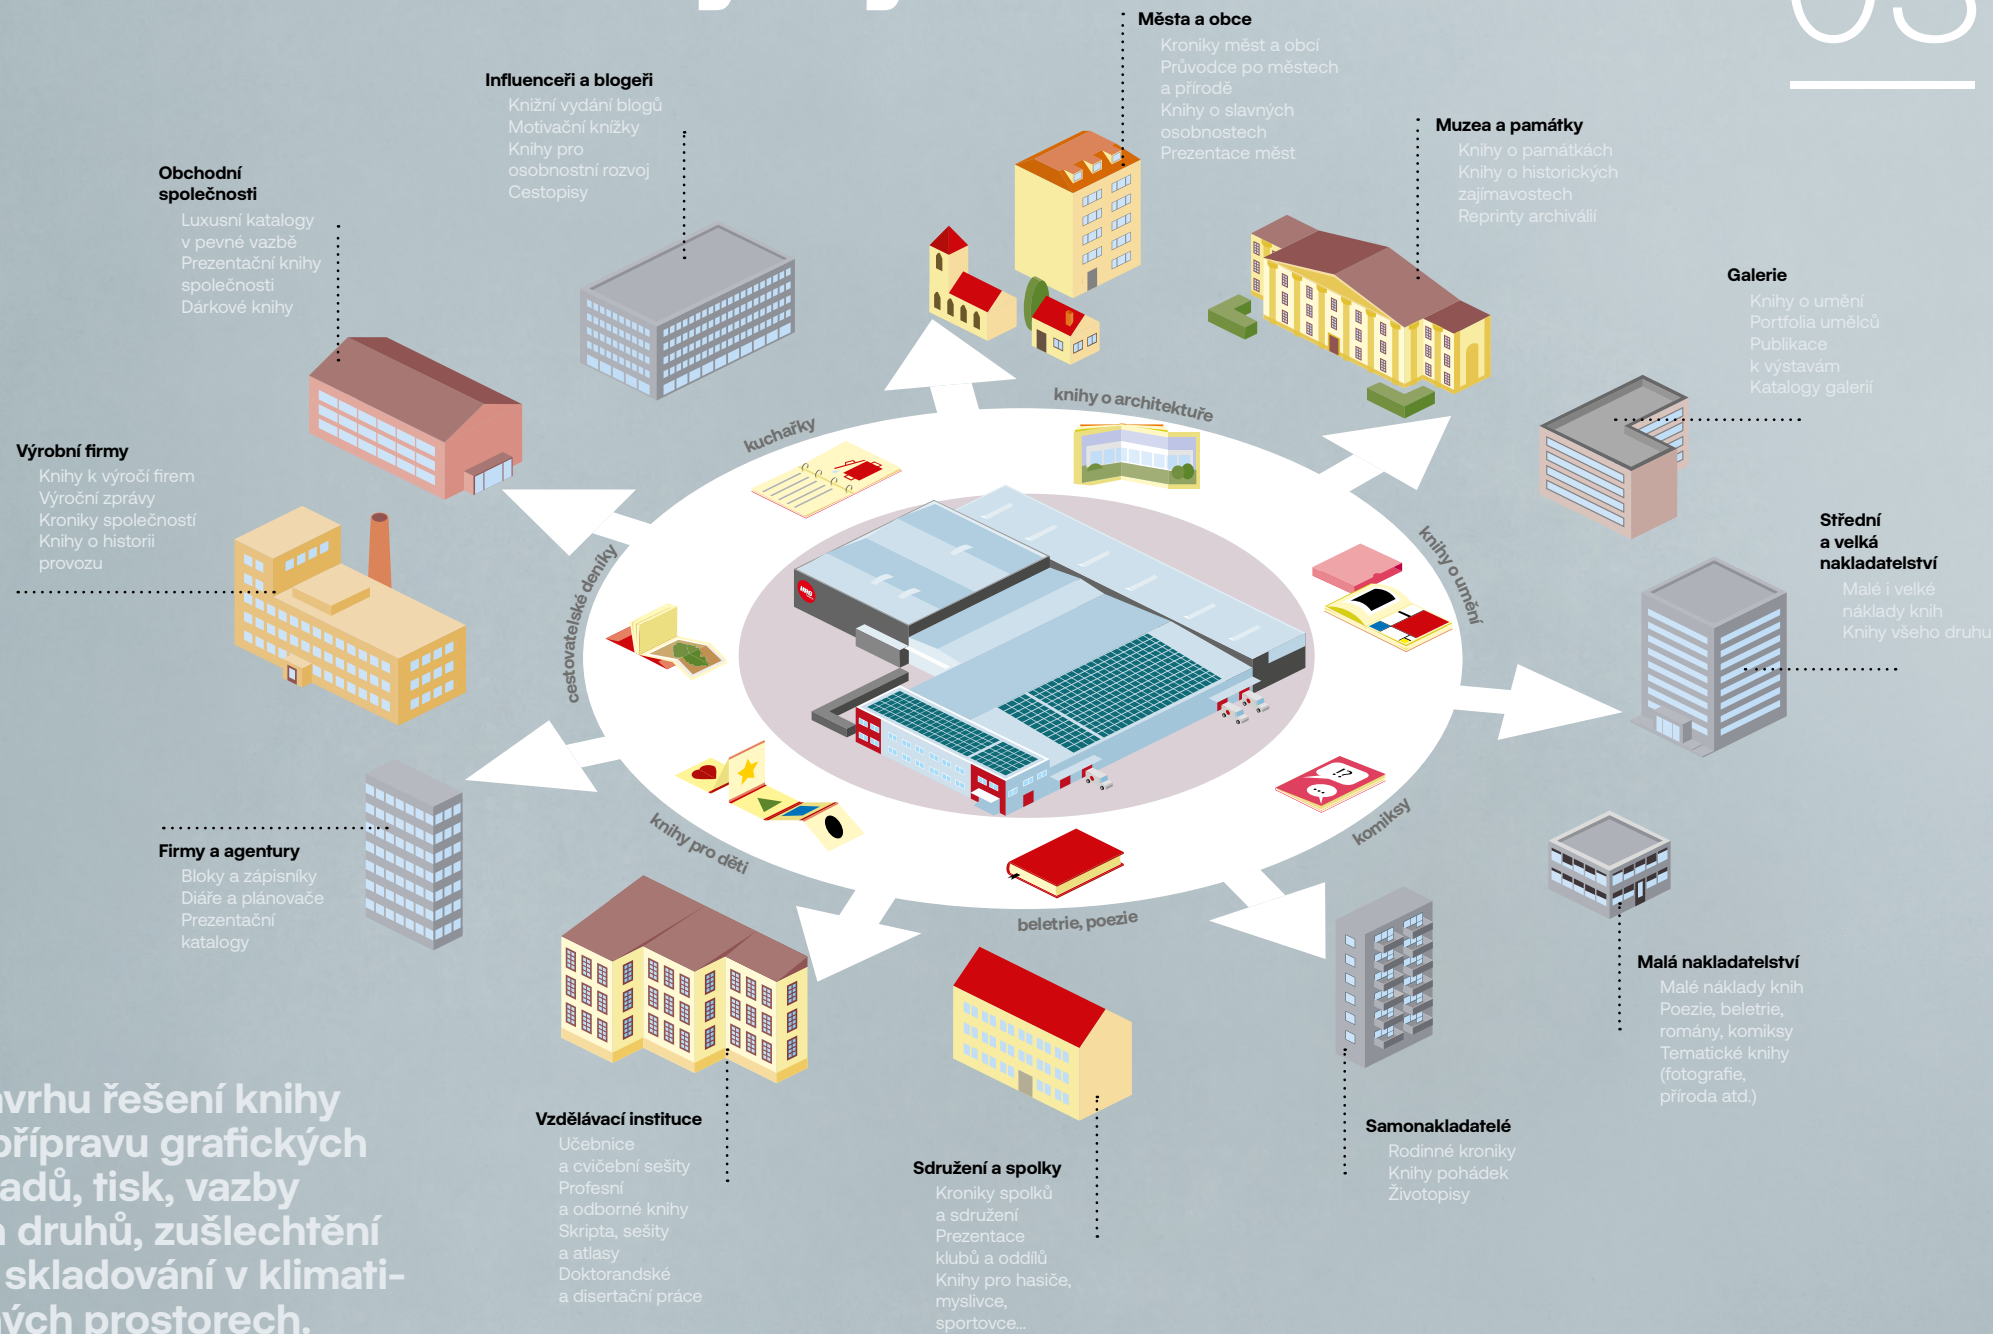 03
Města a obce
Kroniky měst a obcí
Průvodce po městech
a přírodě
Knihy o slavných
osobnostech
Prezentace měst
Influenceři a blogeři
Knižní vydání blogů
Motivační knížky
Knihy pro
osobnostní rozvoj
Cestopisy
Muzea a památky
Knihy o památkách
Knihy o historických
zajímavostech
Reprinty archiválií
Obchodní
společnosti
Luxusní katalogy
v pevné vazbě
Prezentační knihy
společnosti
Dárkové knihy
Galerie
Knihy o umění
Portfolia umělců
Publikace
k výstavám
Katalogy galerií
Výrobní firmy
Knihy k výročí firem
Výroční zprávy
Kroniky společností
Knihy o historii
provozu
Střední
a velká
nakladatelství
Malé i velké
náklady knih
Knihy všeho druhu
kuchařky
knihy o architektuře
knihy o umění
cestovatelské deníky
knihy pro děti
beletrie, poezie
komiksy
!?
...
Firmy a agentury
Bloky a zápisníky
Diáře a plánovače
Prezentační
katalogy
Malá nakladatelství
Malé náklady knih
Poezie, beletrie,
romány, komiksy
Tematické knihy
(fotografie,
příroda atd.)
Vzdělávací instituce
Učebnice
a cvičební sešity
Profesní
a odborné knihy
Skripta, sešity
a atlasy
Doktorandské
a disertační práce
Sdružení a spolky
Kroniky spolků
a sdružení
Prezentace
klubů a oddílů
Knihy pro hasiče,
myslivce,
sportovce...
Samonakladatelé
Rodinné kroniky
Knihy pohádek
Životopisy
avrhu řešení knihy
přípravu grafických
adů, tisk, vazby
druhů, zušlechtění
skladování v klimati-
ných prostorech.